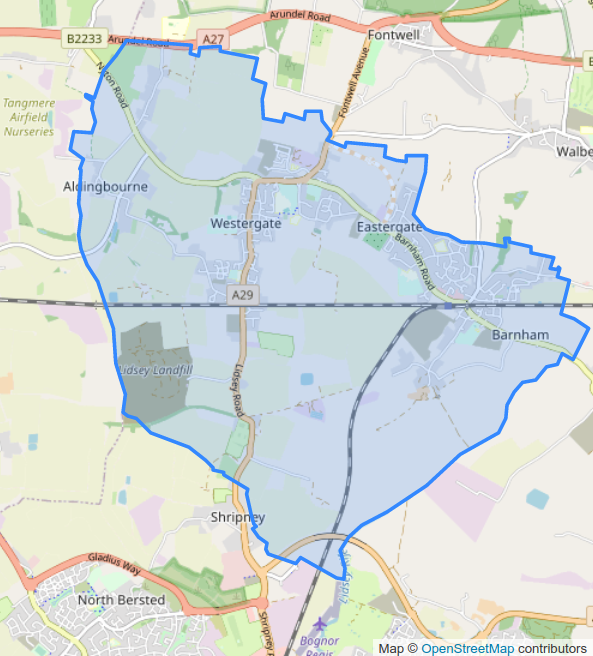 Arundel Road
B2233
Arundel Road
A27
Fontwell
Nyton Road
Fontwell Avenue
Tangmere
Airfield
Nurseries
Walbe
Aldingbourne
Westergate
Eastergate
Barnham Road
A29
Barnham
Lidsey Landfill
Lidsey Road
Shripney
Gladius Way
North Bersted
Lidsey
Shripney
Bognor
Regis
Map © OpenStreetMap contributors